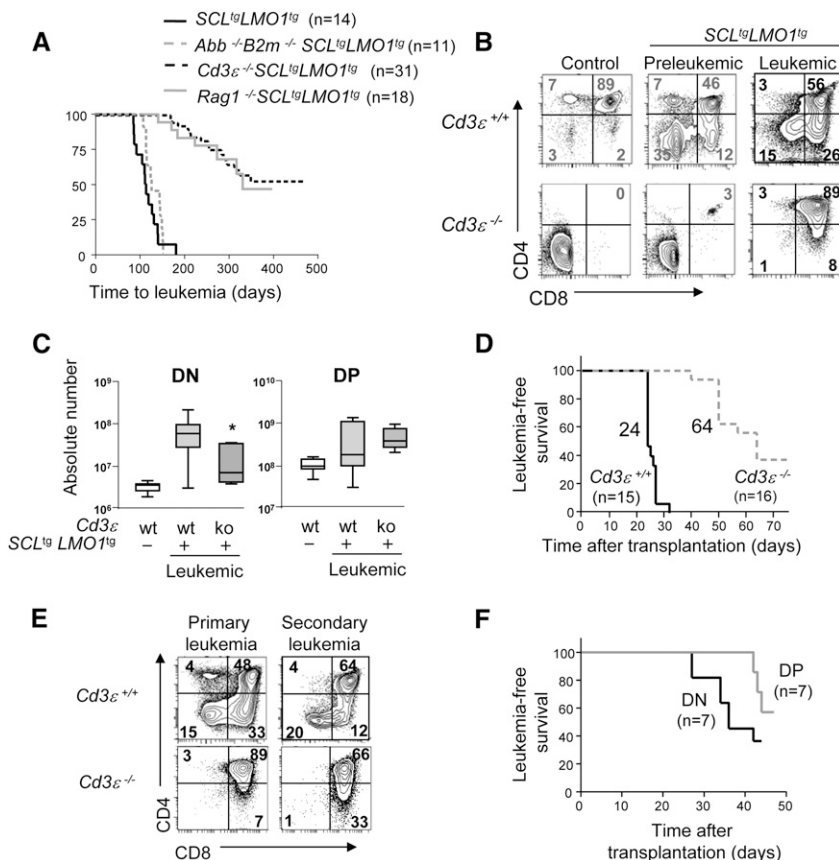 A
SCLᵗᵍLMO1ᵗᵍ (n=14)
Abb ⁻/⁻B2m ⁻/⁻ SCLᵗᵍLMO1ᵗᵍ (n=11)
Cd3ε⁻/⁻SCLᵗᵍLMO1ᵗᵍ (n=31)
Rag1 ⁻/⁻SCLᵗᵍLMO1ᵗᵍ (n=18)
100
75
50
25
0
0 100 200 300 400 500
Time to leukemia (days)
B
SCLᵗᵍLMO1ᵗᵍ
Control Preleukemic Leukemic
Cd3ε⁺/⁺
7 89 7 46 3 56
3 2 35 12 15 26
Cd3ε⁻/⁻
0 3 3 89
1 8
CD4
CD8
C
DN DP
Absolute number
10⁹ 10¹⁰
10⁸ 10⁹
10⁷ 10⁸
10⁶ 10⁷
*
Cd3ε wt wt ko wt wt ko
SCLᵗᵍ LMO1ᵗᵍ − + + − + +
Leukemic Leukemic
D
Leukemia-free
survival
100
80
60
40
20
0
24 64
Cd3ε⁺/⁺ Cd3ε⁻/⁻
(n=15) (n=16)
0 10 20 30 40 50 60 70
Time after transplantation (days)
E
Primary Secondary
leukemia leukemia
Cd3ε⁺/⁺
4 48 4 64
15 33 20 12
Cd3ε⁻/⁻
3 89 66
7 1 33
CD4
CD8
F
Leukemia-free
survival
100
80
60
40
20
0
DP
(n=7)
DN
(n=7)
0 10 20 30 40 50
Time after
transplantation (days)